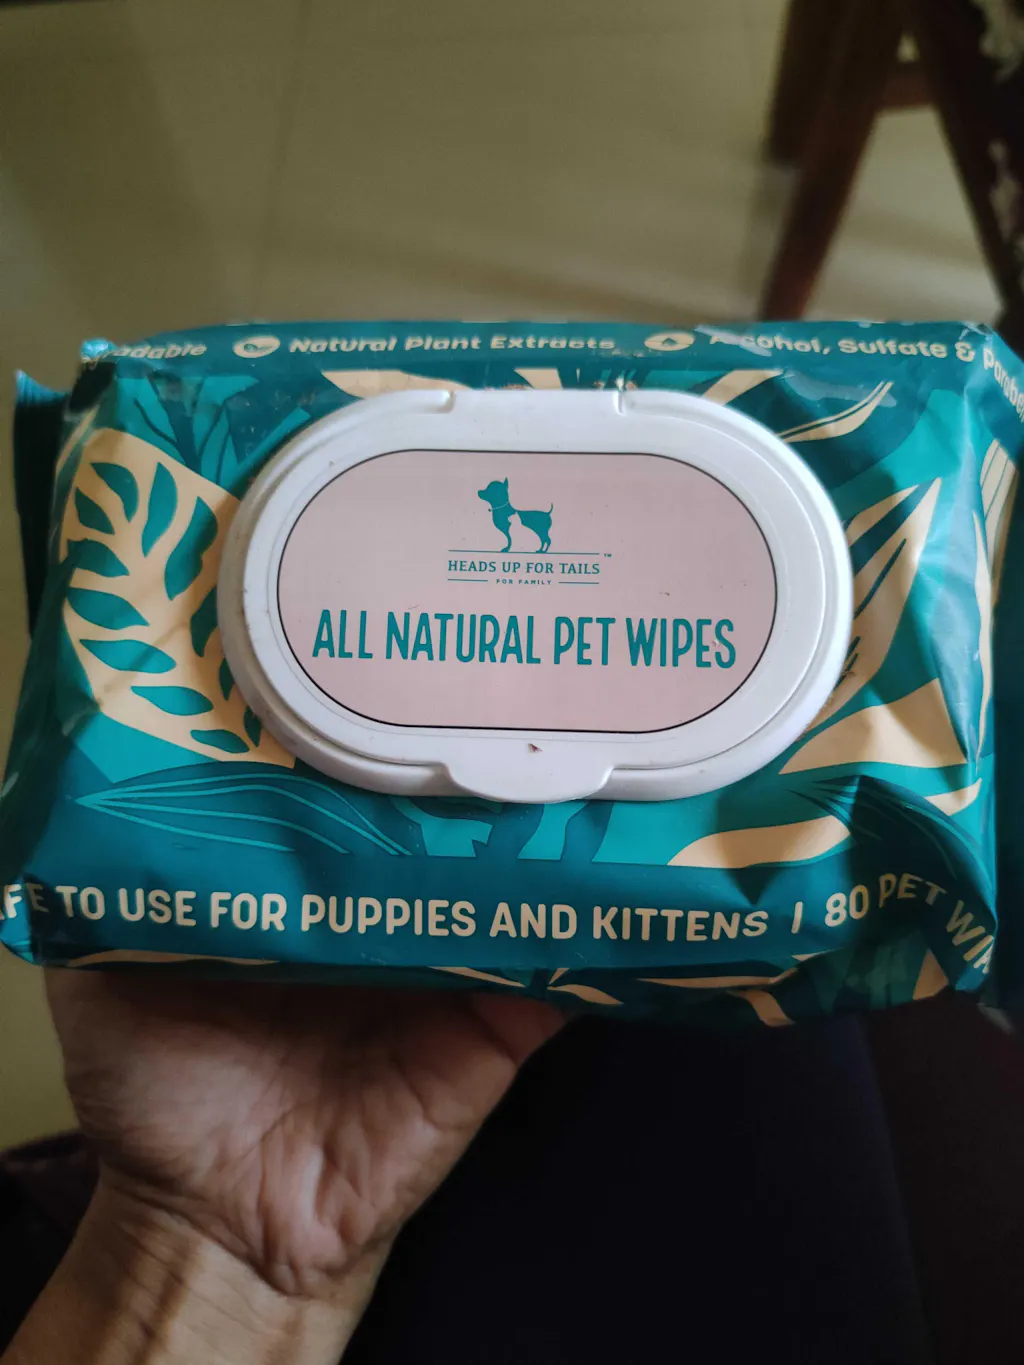 Natural Plant Extracts
Alcohol, Sulfate &
HEADS UP FOR TAILS™
FOR FAMILY
ALL NATURAL PET WIPES
TO USE FOR PUPPIES AND KITTENS | 80 PET